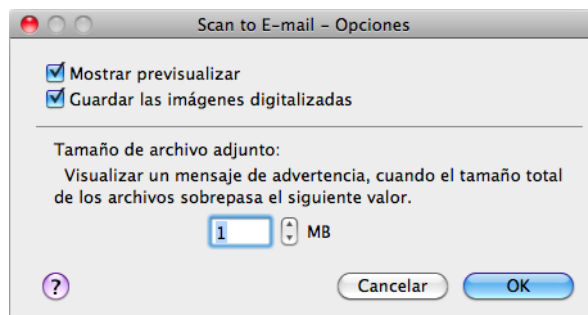 Scan to E-mail – Opciones
Mostrar previsualizar
Guardar las imágenes digitalizadas
Tamaño de archivo adjunto:
Visualizar un mensaje de advertencia, cuando el tamaño total
de los archivos sobrepasa el siguiente valor.
1 MB
? Cancelar OK